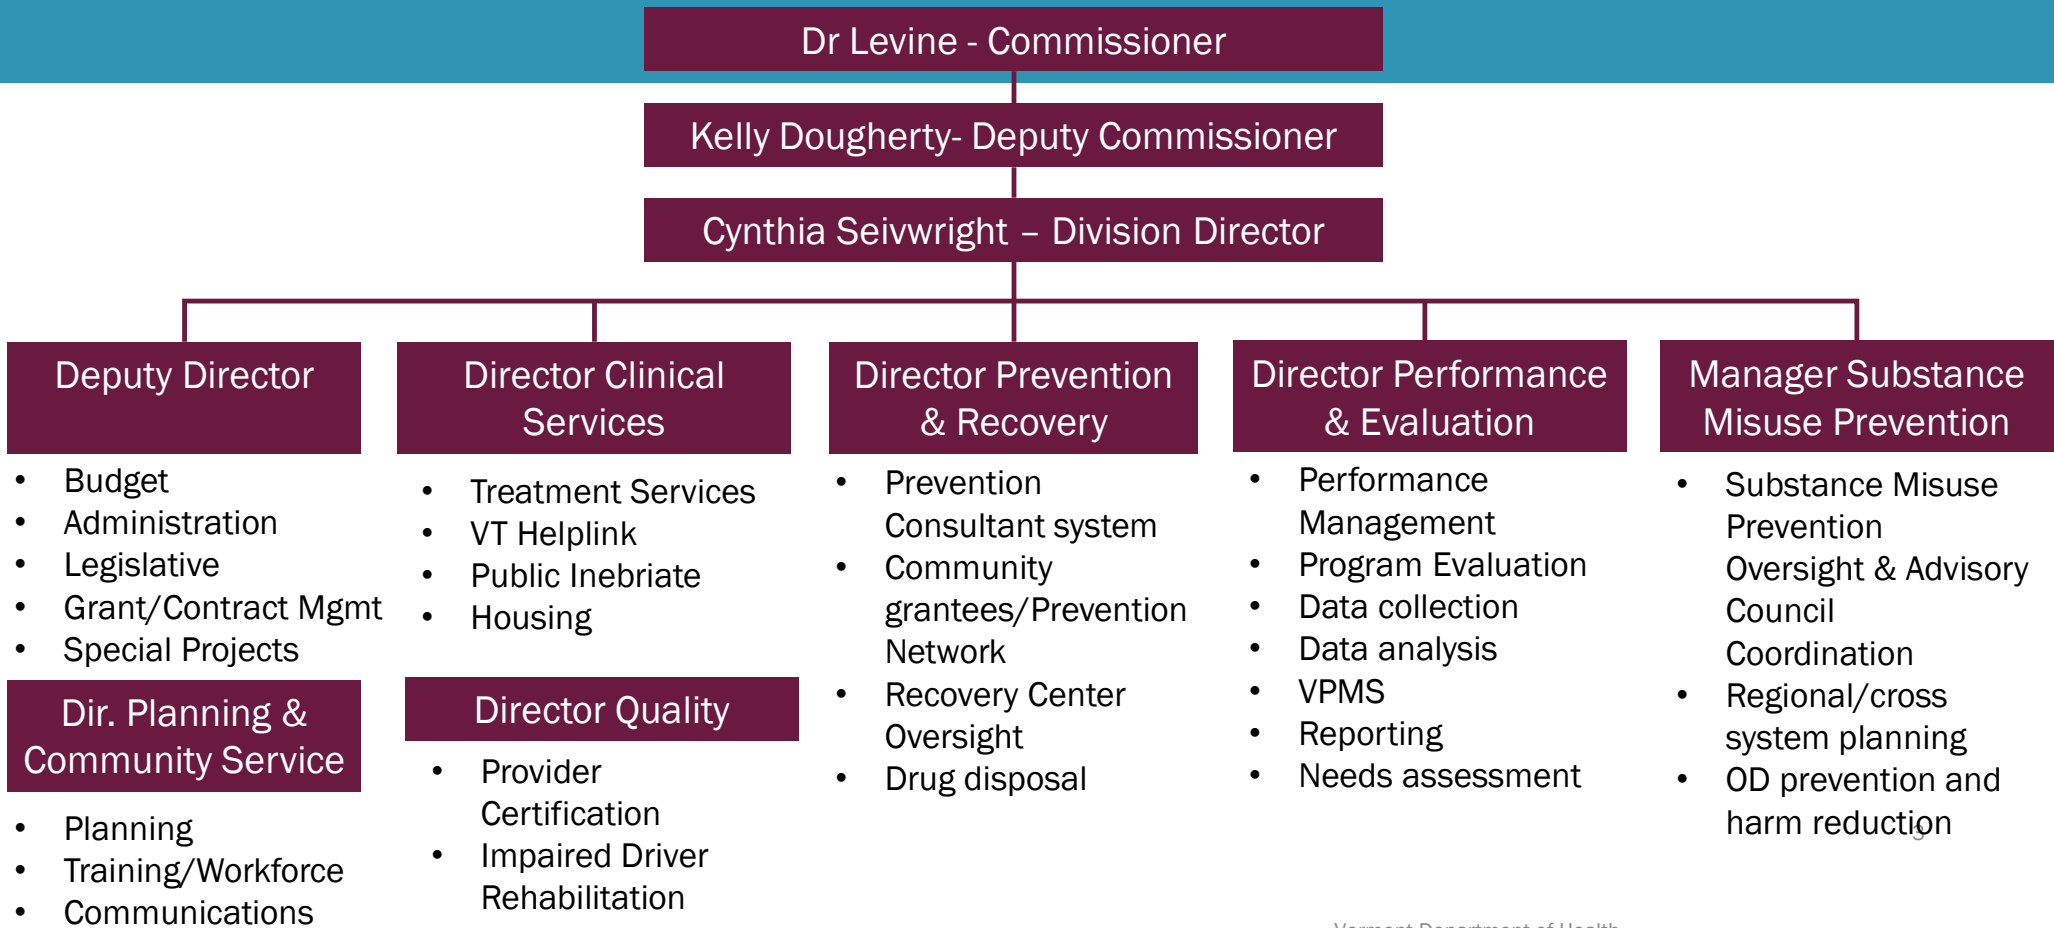 Dr Levine - Commissioner
Kelly Dougherty- Deputy Commissioner
Cynthia Seivwright – Division Director
Deputy Director
• Budget
• Administration
• Legislative
• Grant/Contract Mgmt
• Special Projects
Dir. Planning &
Community Service
• Planning
• Training/Workforce
• Communications
Director Clinical
Services
• Treatment Services
• VT Helplink
• Public Inebriate
• Housing
Director Quality
• Provider
Certification
• Impaired Driver
Rehabilitation
Director Prevention
& Recovery
• Prevention
Consultant system
• Community
grantees/Prevention
Network
• Recovery Center
Oversight
• Drug disposal
Director Performance
& Evaluation
• Performance
Management
• Program Evaluation
• Data collection
• Data analysis
• VPMS
• Reporting
• Needs assessment
Manager Substance
Misuse Prevention
• Substance Misuse
Prevention
Oversight & Advisory
Council
Coordination
• Regional/cross
system planning
• OD prevention and
harm reduction
3
Vermont Department of Health